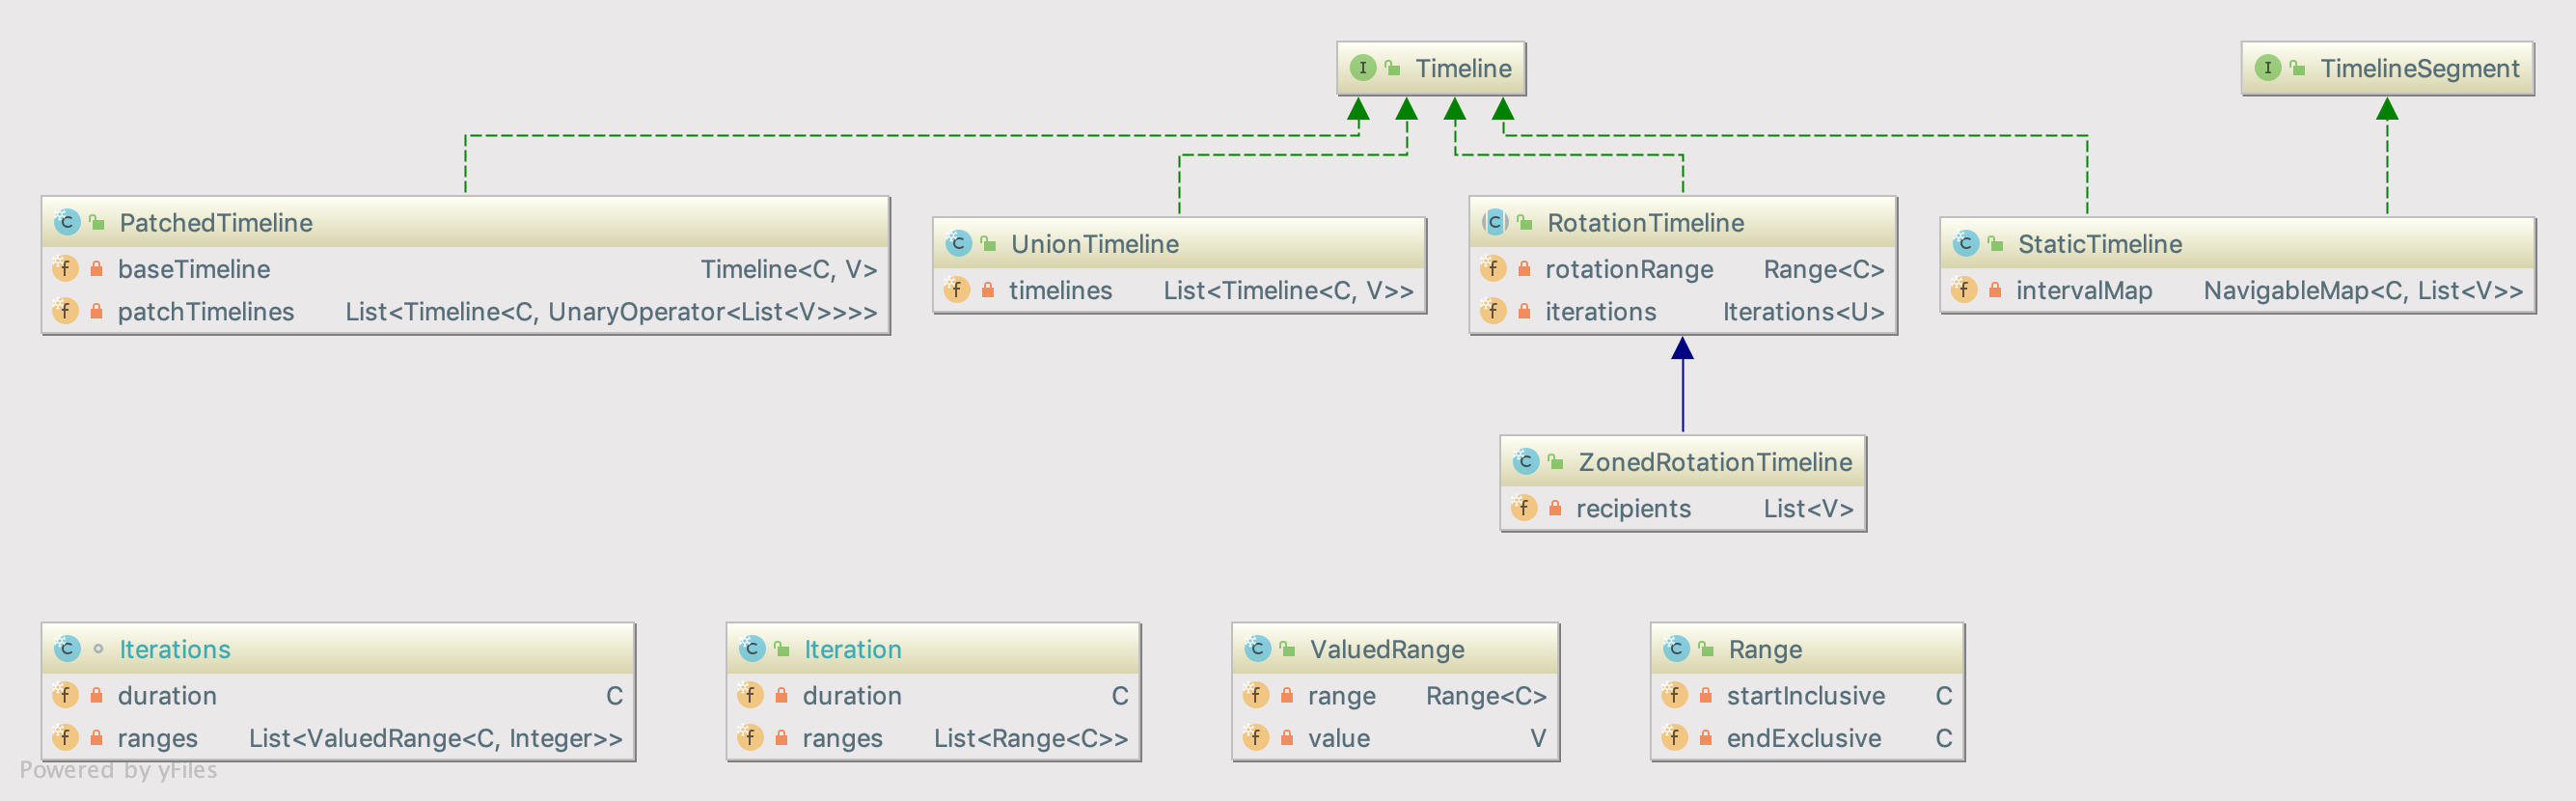 Timeline
TimelineSegment
PatchedTimeline
baseTimeline Timeline<C, V>
patchTimelines List<Timeline<C, UnaryOperator<List<V>>>>
UnionTimeline
timelines List<Timeline<C, V>>
RotationTimeline
rotationRange Range<C>
iterations Iterations<U>
StaticTimeline
intervalMap NavigableMap<C, List<V>>
ZonedRotationTimeline
recipients List<V>
Iterations
duration C
ranges List<ValuedRange<C, Integer>>
Iteration
duration C
ranges List<Range<C>>
ValuedRange
range Range<C>
value V
Range
startInclusive C
endExclusive C
Powered by yFiles